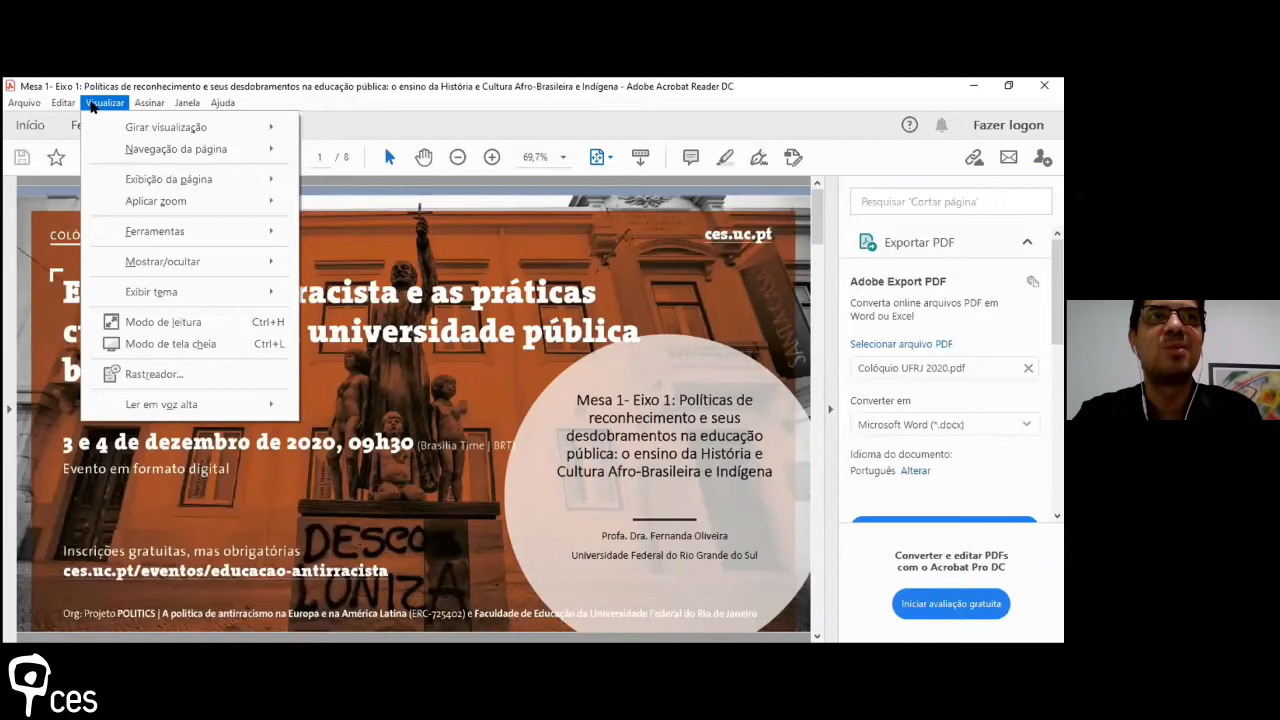 Mesa 1- Eixo 1: Políticas de reconhecimento e seus desdobramentos na educação pública: o ensino da História e Cultura Afro-Brasileira e Indígena - Adobe Acrobat Reader DC
Arquivo Editar Visualizar Assinar Janela Ajuda
Início Fe
Fazer logon
1 / 8
69,7%
Girar visualização
Navegação da página
Exibição da página
Aplicar zoom
Ferramentas
Mostrar/ocultar
Exibir tema
Modo de leitura Ctrl+H
Modo de tela cheia Ctrl+L
Rastreador...
Ler em voz alta
COLÓ
ces.uc.pt
E
racista e as práticas
c
universidade pública
b
3 e 4 de dezembro de 2020, 09h30 (Brasília Time | BRT)
Evento em formato digital
Inscrições gratuitas, mas obrigatórias
ces.uc.pt/eventos/educacao-antirracista
Org: Projeto POLITICS | A política de antirracismo na Europa e na América Latina (ERC-725402) e Faculdade de Educação da Universidade Federal do Rio de Janeiro
DESCO
LONIZA
SANTA CASA
Mesa 1- Eixo 1: Políticas de
reconhecimento e seus
desdobramentos na educação
pública: o ensino da História e
Cultura Afro-Brasileira e Indígena
Profa. Dra. Fernanda Oliveira
Universidade Federal do Rio Grande do Sul
Pesquisar 'Cortar página'
Exportar PDF
Adobe Export PDF
Converta online arquivos PDF em
Word ou Excel
Selecionar arquivo PDF
Colóquio UFRJ 2020.pdf
Converter em
Microsoft Word (*.docx)
Idioma do documento:
Português Alterar
Converter e editar PDFs
com o Acrobat Pro DC
Iniciar avaliação gratuita
ces